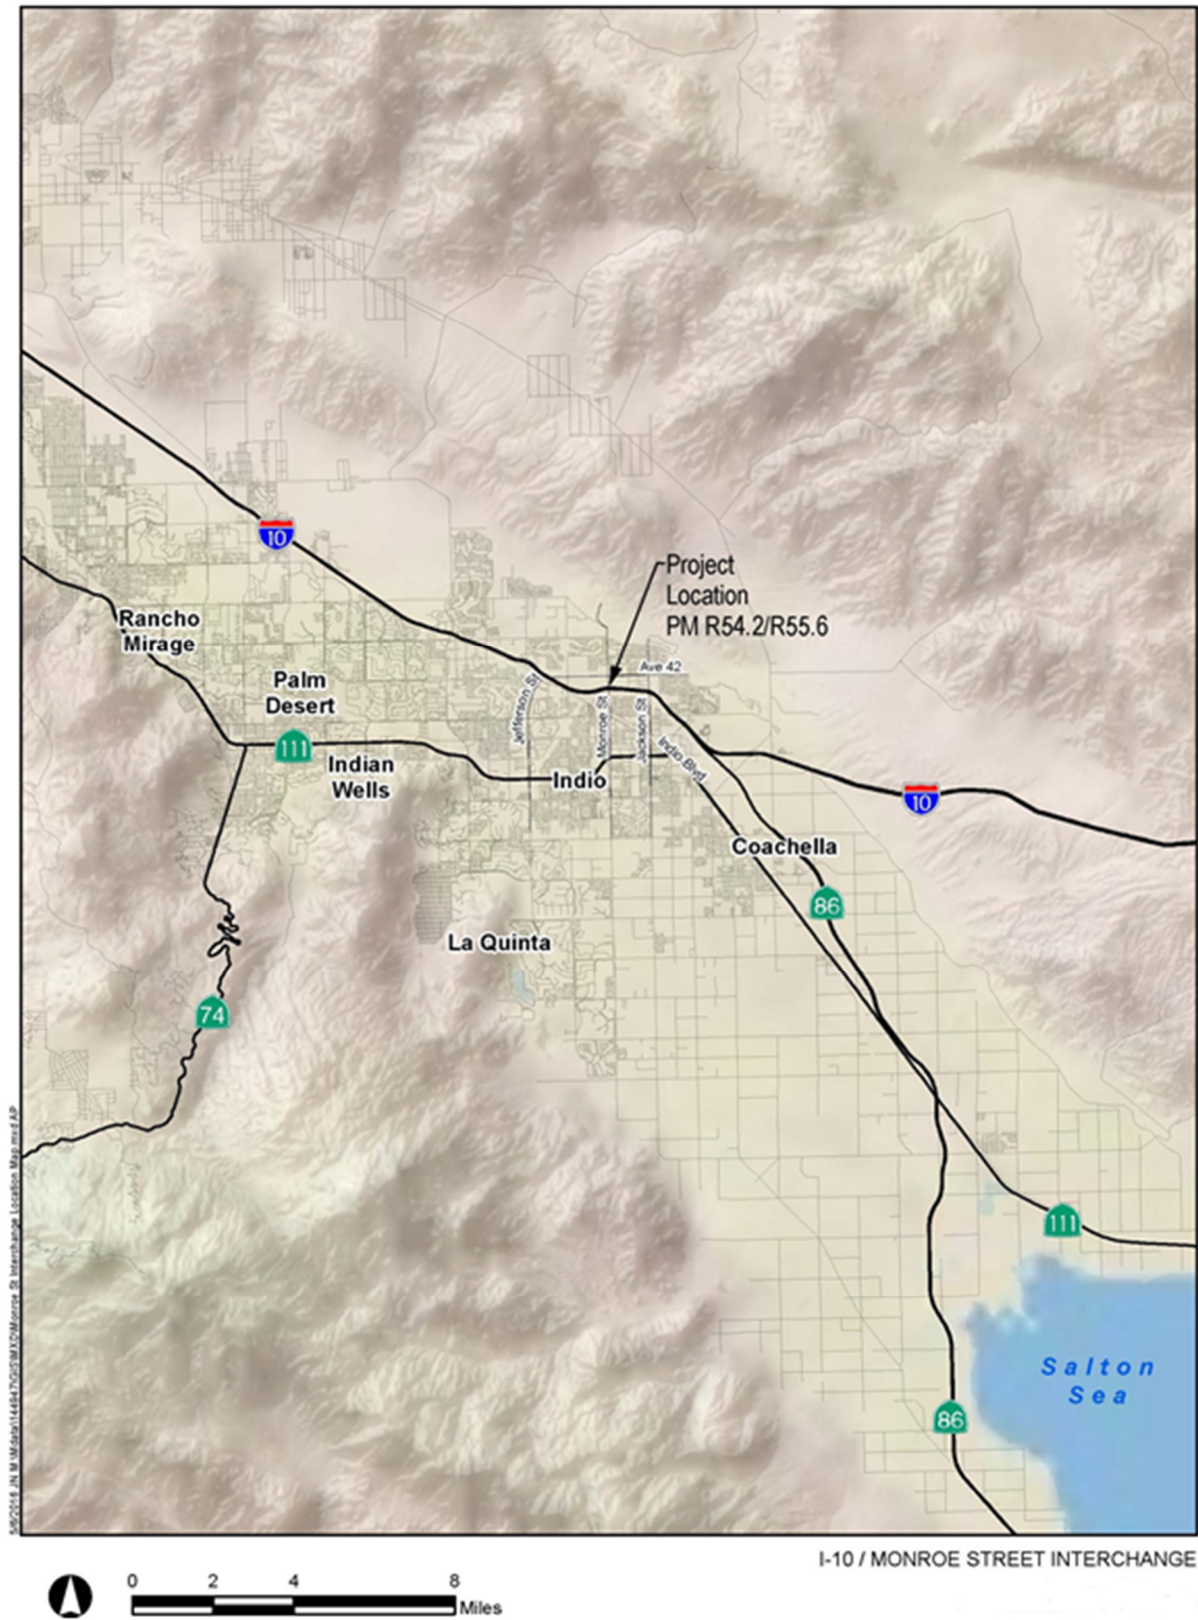 10
Project
Location
PM R54.2/R55.6
Rancho
Mirage
Ave 42
Palm
Desert
Jefferson St
Monroe St
Jackson St
111
Indio Blvd
Indian
Wells
Indio
10
Coachella
86
La Quinta
74
111
Salton
Sea
86
I-10 / MONROE STREET INTERCHANGE
0 2 4 8
Miles